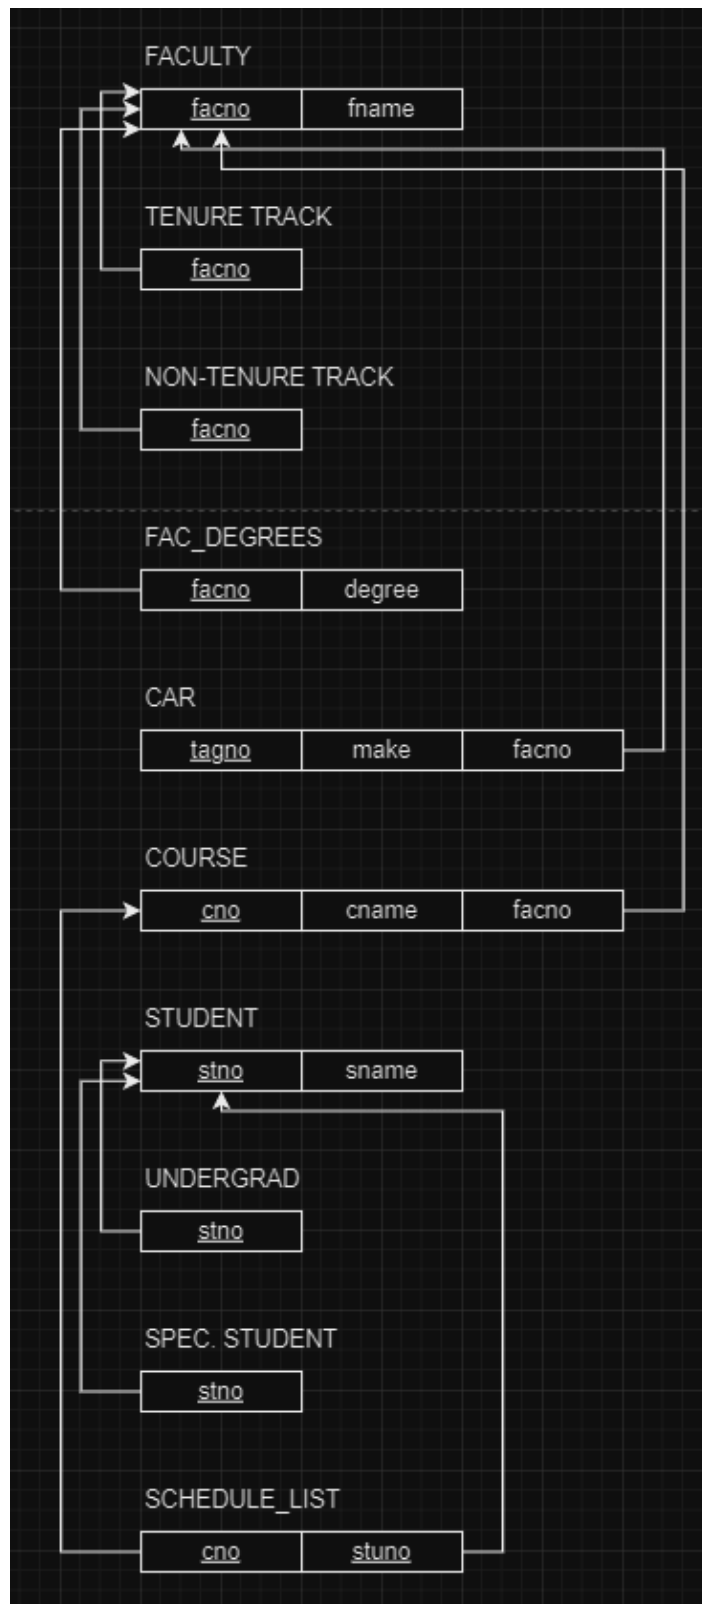 FACULTY
facno fname
TENURE TRACK
facno
NON-TENURE TRACK
facno
FAC_DEGREES
facno degree
CAR
tagno make facno
COURSE
cno cname facno
STUDENT
stno sname
UNDERGRAD
stno
SPEC. STUDENT
stno
SCHEDULE_LIST
cno stuno